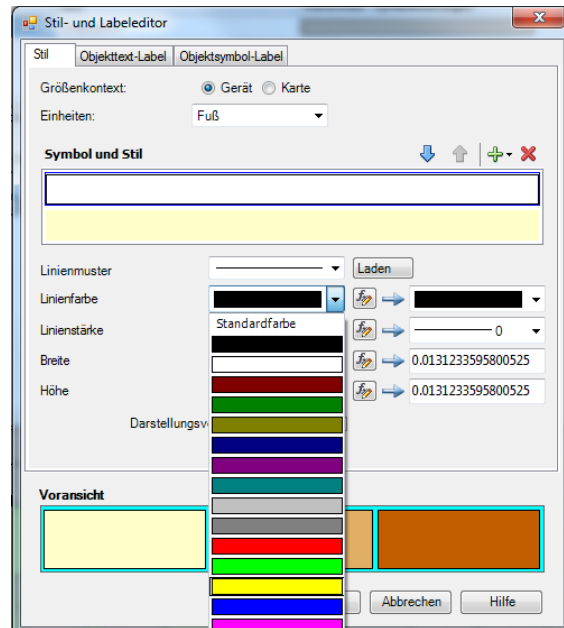 Stil- und Labeleditor
Stil Objekttext-Label Objektsymbol-Label
Größenkontext: Gerät Karte
Einheiten: Fuß
Symbol und Stil
Linienmuster Laden
Linienfarbe
Standardfarbe
Linienstärke 0
Breite 0.0131233595800525
Höhe 0.0131233595800525
Darstellungsv
Voransicht
Abbrechen Hilfe